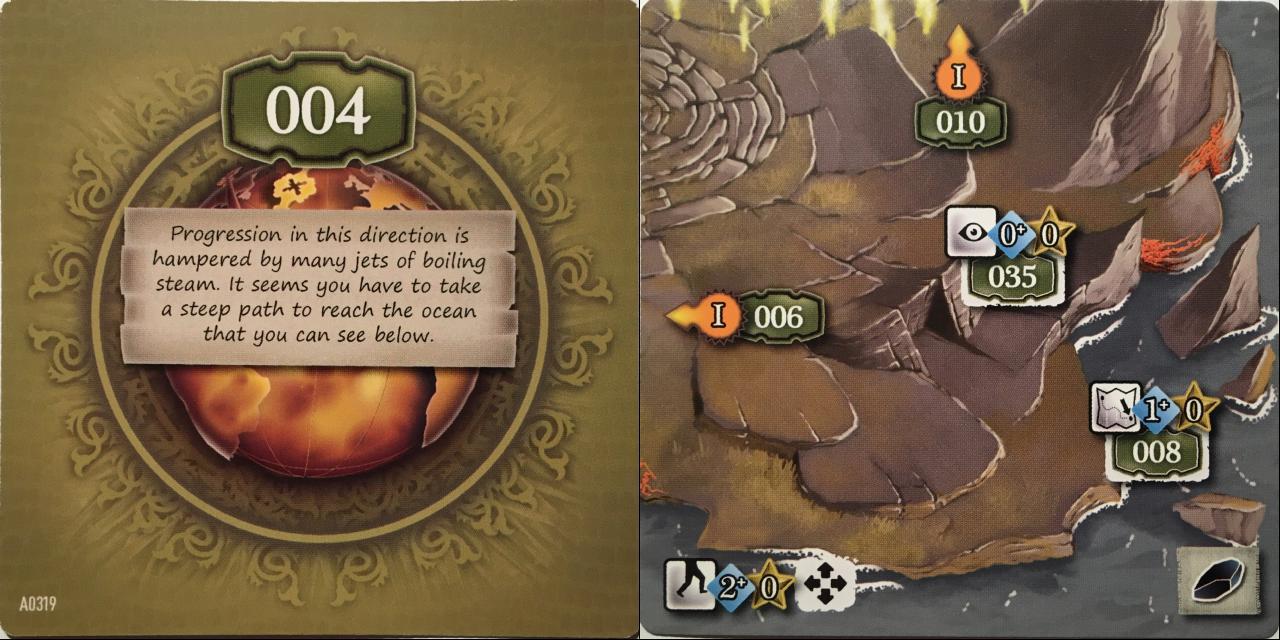 004
Progression in this direction is
hampered by many jets of boiling
steam. It seems you have to take
a steep path to reach the ocean
that you can see below.
A0319
I
010
0+ 0
035
I 006
1+ 0
008
2+ 0